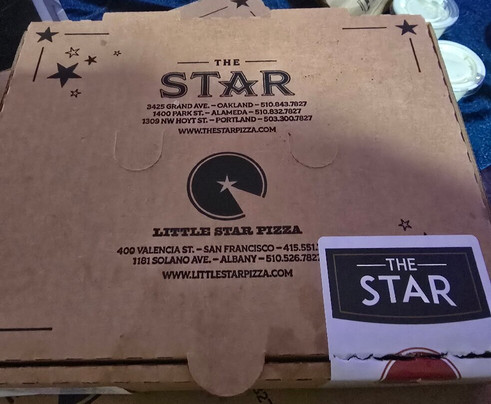 THE
STAR
3425 GRAND AVE. – OAKLAND – 510.843.7827
1400 PARK ST. – ALAMEDA – 510.832.7827
1309 NW HOYT ST. – PORTLAND – 503.300.7827
WWW.THESTARPIZZA.COM
LITTLE STAR PIZZA
400 VALENCIA ST. – SAN FRANCISCO – 415.551.
1181 SOLANO AVE. – ALBANY – 510.526.782
WWW.LITTLESTARPIZZA.COM
THE
STAR